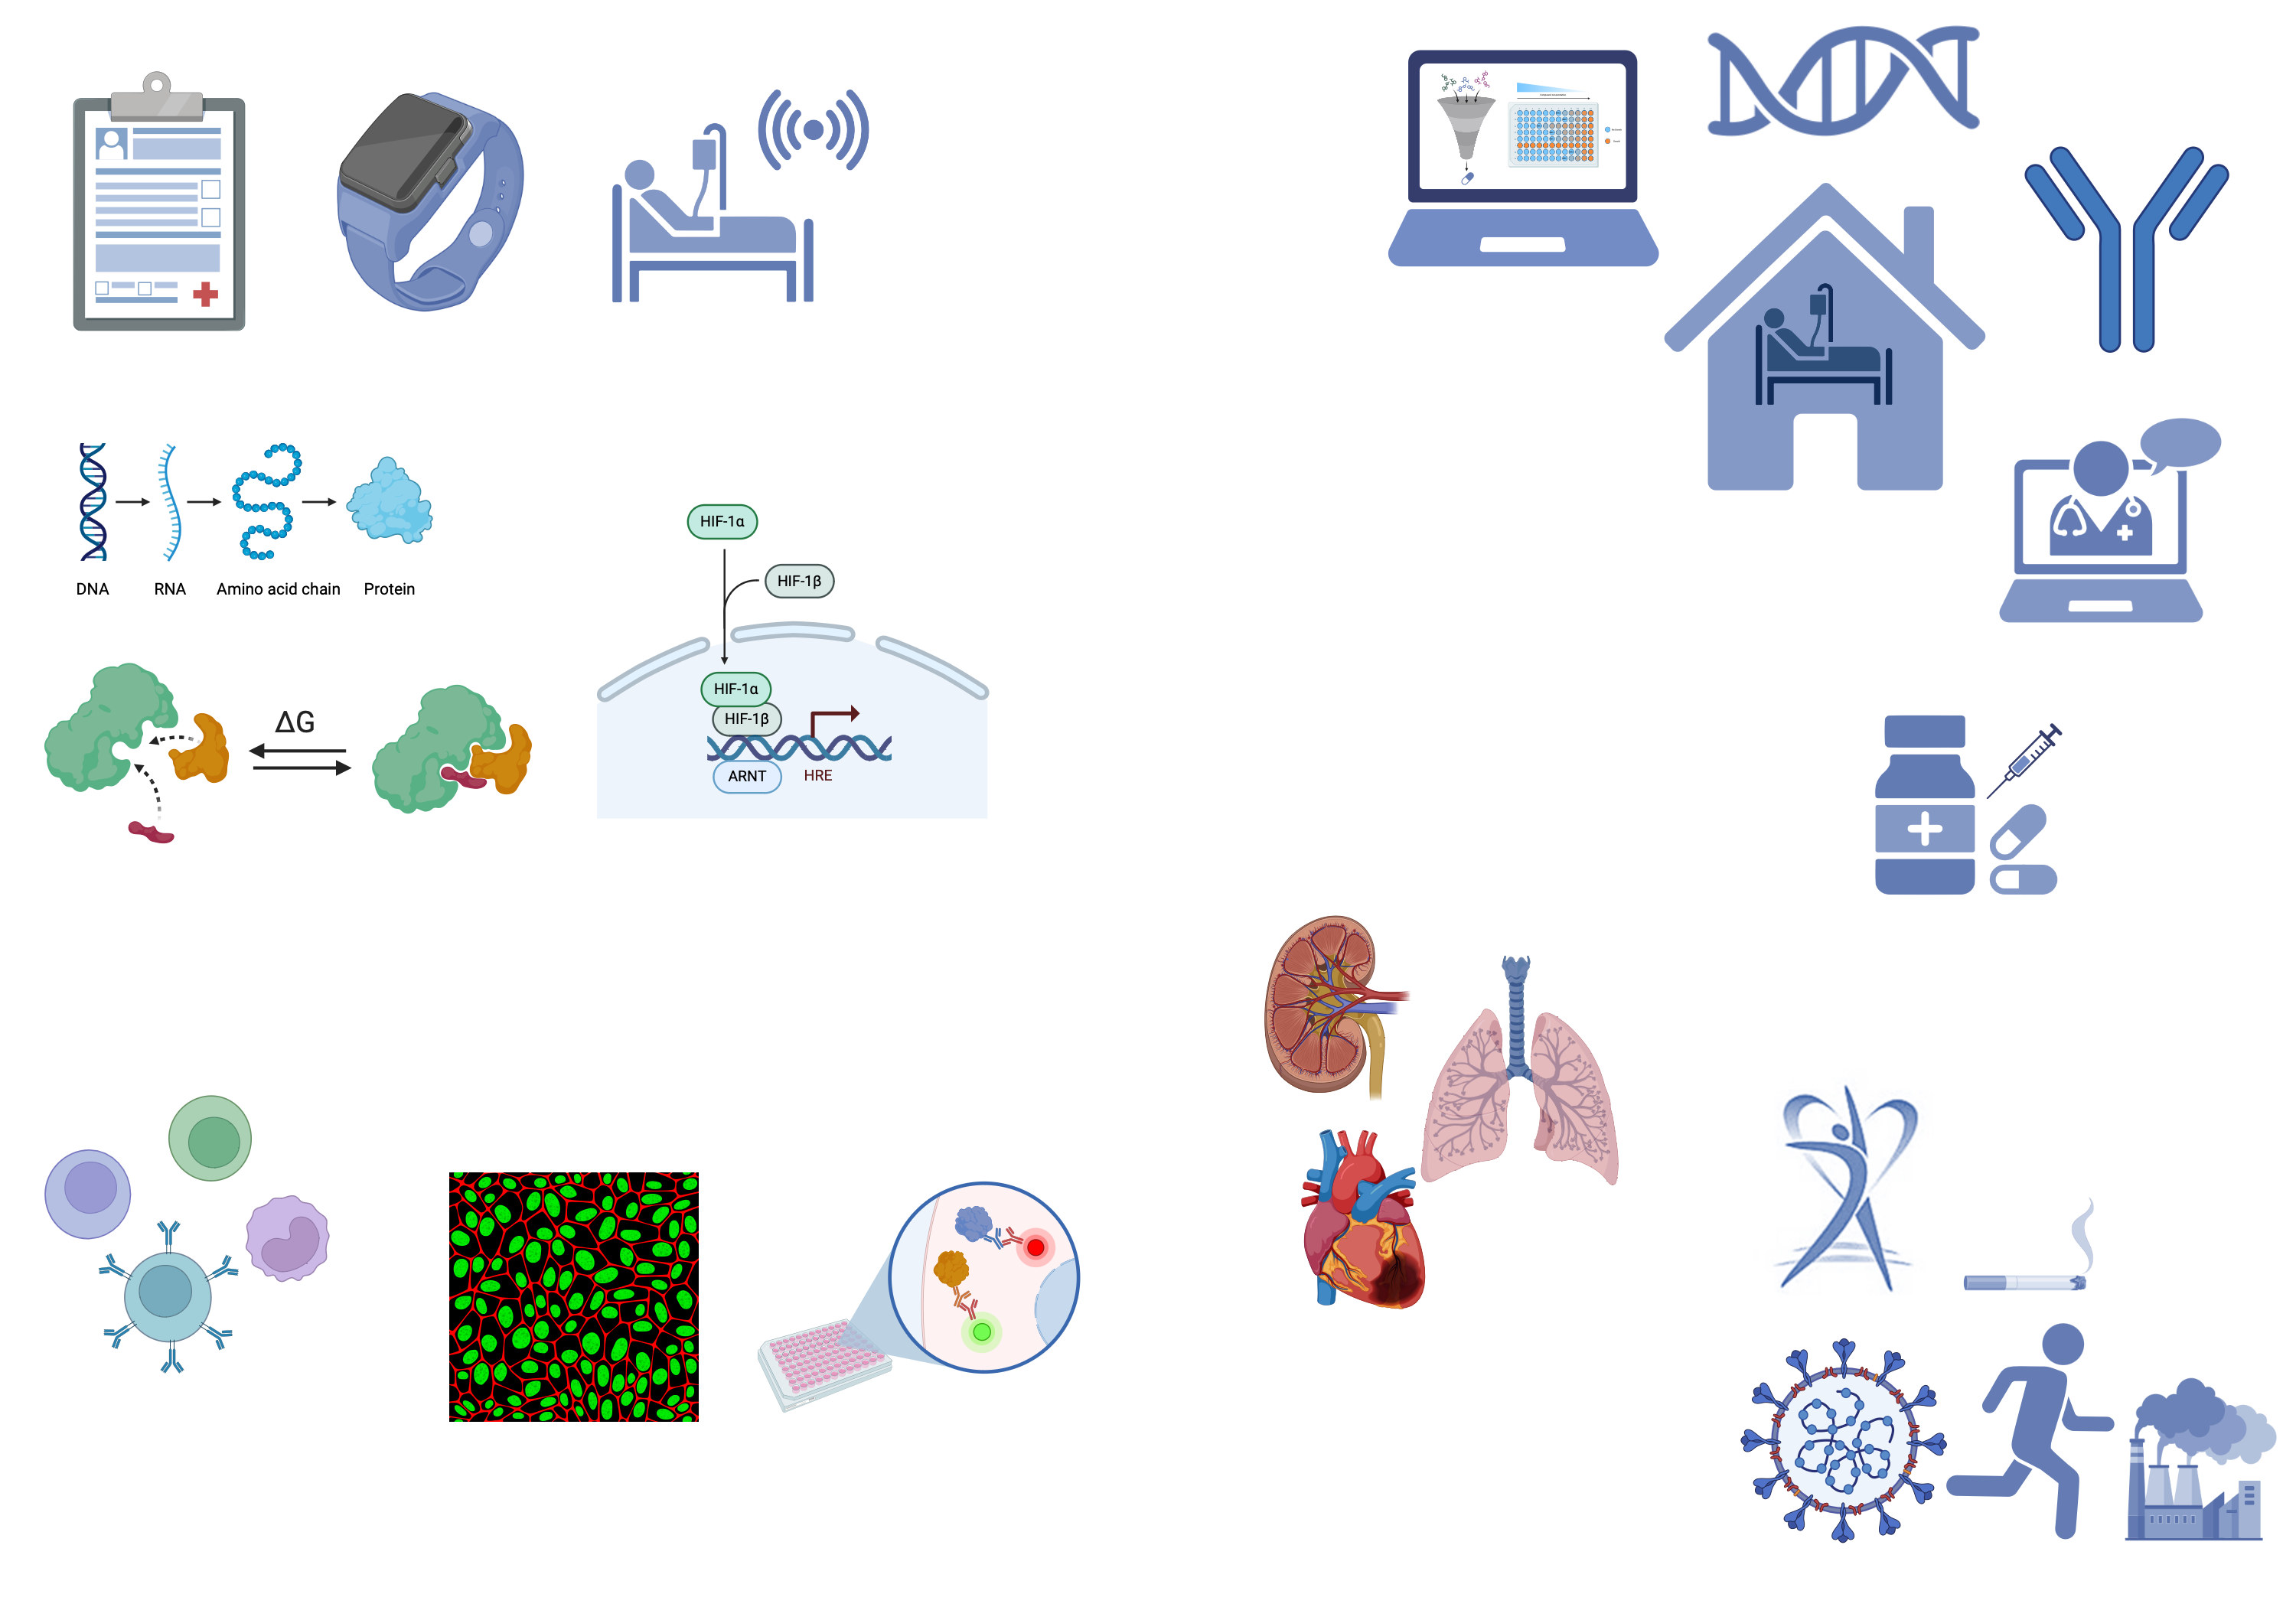 DNA
RNA
Amino acid chain
Protein
ΔG
HIF-1α
HIF-1β
HIF-1α
HIF-1β
ARNT
HRE